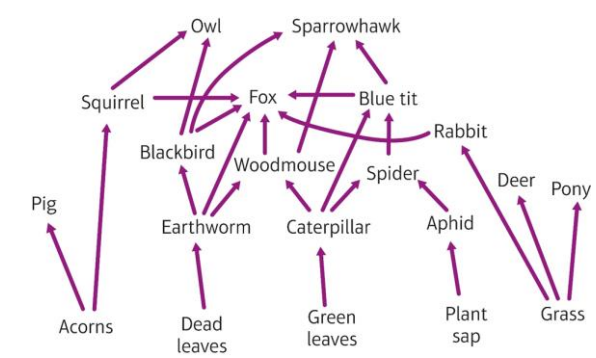 Owl
Sparrowhawk
Squirrel
Fox
Blue tit
Rabbit
Blackbird
Woodmouse
Spider
Deer
Pony
Pig
Earthworm
Caterpillar
Aphid
Acorns
Dead
leaves
Green
leaves
Plant
sap
Grass